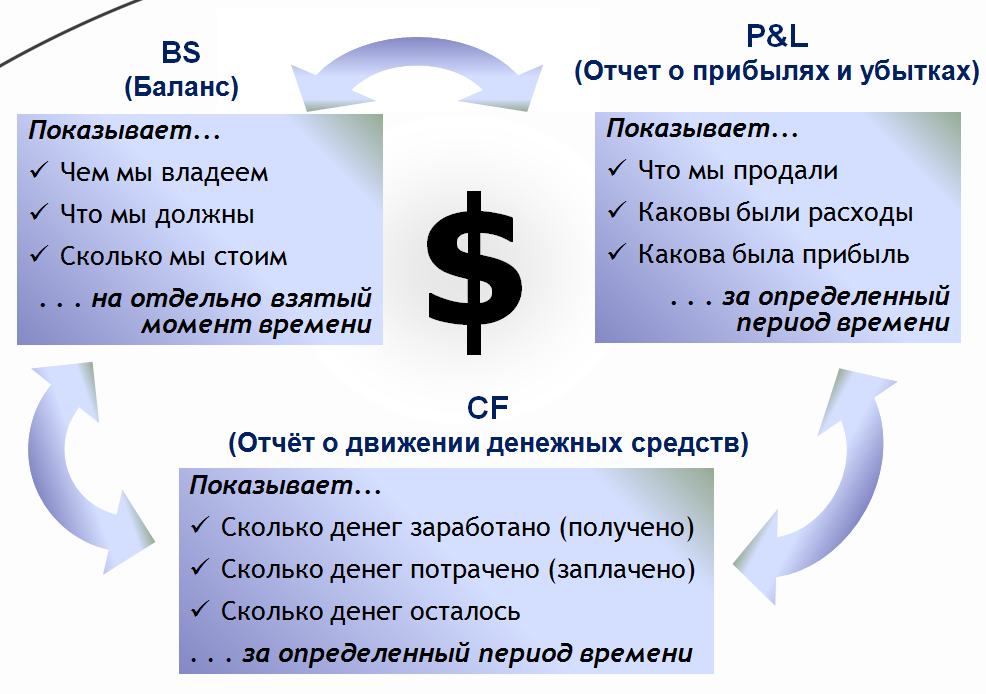 BS
(Баланс)
Показывает...
✓ Чем мы владеем
✓ Что мы должны
✓ Сколько мы стоим
. . . на отдельно взятый
момент времени
P&L
(Отчет о прибылях и убытках)
Показывает...
✓ Что мы продали
✓ Каковы были расходы
✓ Какова была прибыль
. . . за определенный
период времени
$
CF
(Отчёт о движении денежных средств)
Показывает...
✓ Сколько денег заработано (получено)
✓ Сколько денег потрачено (заплачено)
✓ Сколько денег осталось
. . . за определенный период времени